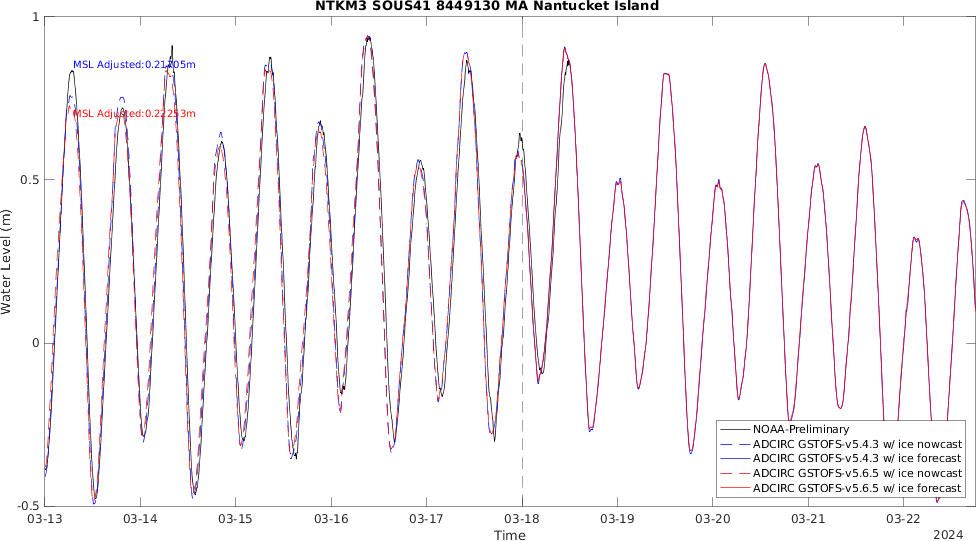 NTKM3 SOUS41 8449130 MA Nantucket Island
1
MSL Adjusted:0.21705m
MSL Adjusted:0.22253m
0.5
Water Level (m)
0
-0.5
NOAA-Preliminary
ADCIRC GSTOFS-v5.4.3 w/ ice nowcast
ADCIRC GSTOFS-v5.4.3 w/ ice forecast
ADCIRC GSTOFS-v5.6.5 w/ ice nowcast
ADCIRC GSTOFS-v5.6.5 w/ ice forecast
03-13 03-14 03-15 03-16 03-17 03-18 03-19 03-20 03-21 03-22
Time
2024